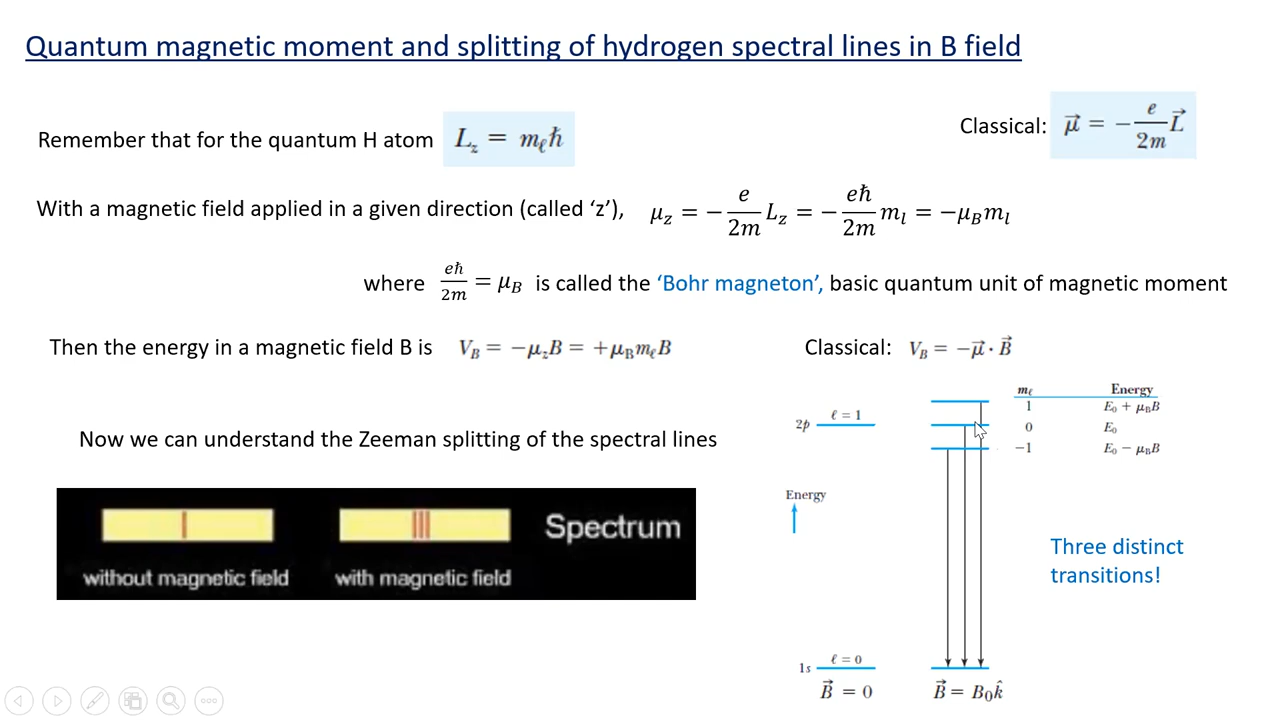 Quantum magnetic moment and splitting of hydrogen spectral lines in B field
Remember that for the quantum H atom L_z = m_ℓħ
Classical: μ⃗ = −(e/2m)L⃗
With a magnetic field applied in a given direction (called ‘z’), μ_z = −(e/2m)L_z = −(eħ/2m)m_l = −μ_B m_l
where eħ/2m = μ_B is called the ‘Bohr magneton’, basic quantum unit of magnetic moment
Then the energy in a magnetic field B is V_B = −μ_z B = +μ_B m_ℓ B
Classical: V_B = −μ⃗ · B⃗
Now we can understand the Zeeman splitting of the spectral lines
Spectrum
without magnetic field
with magnetic field
m_ℓ Energy
1 E₀ + μ_B B
0 E₀
−1 E₀ − μ_B B
2p ℓ = 1
Energy
Three distinct
transitions!
1s ℓ = 0
B⃗ = 0
B⃗ = B₀k̂